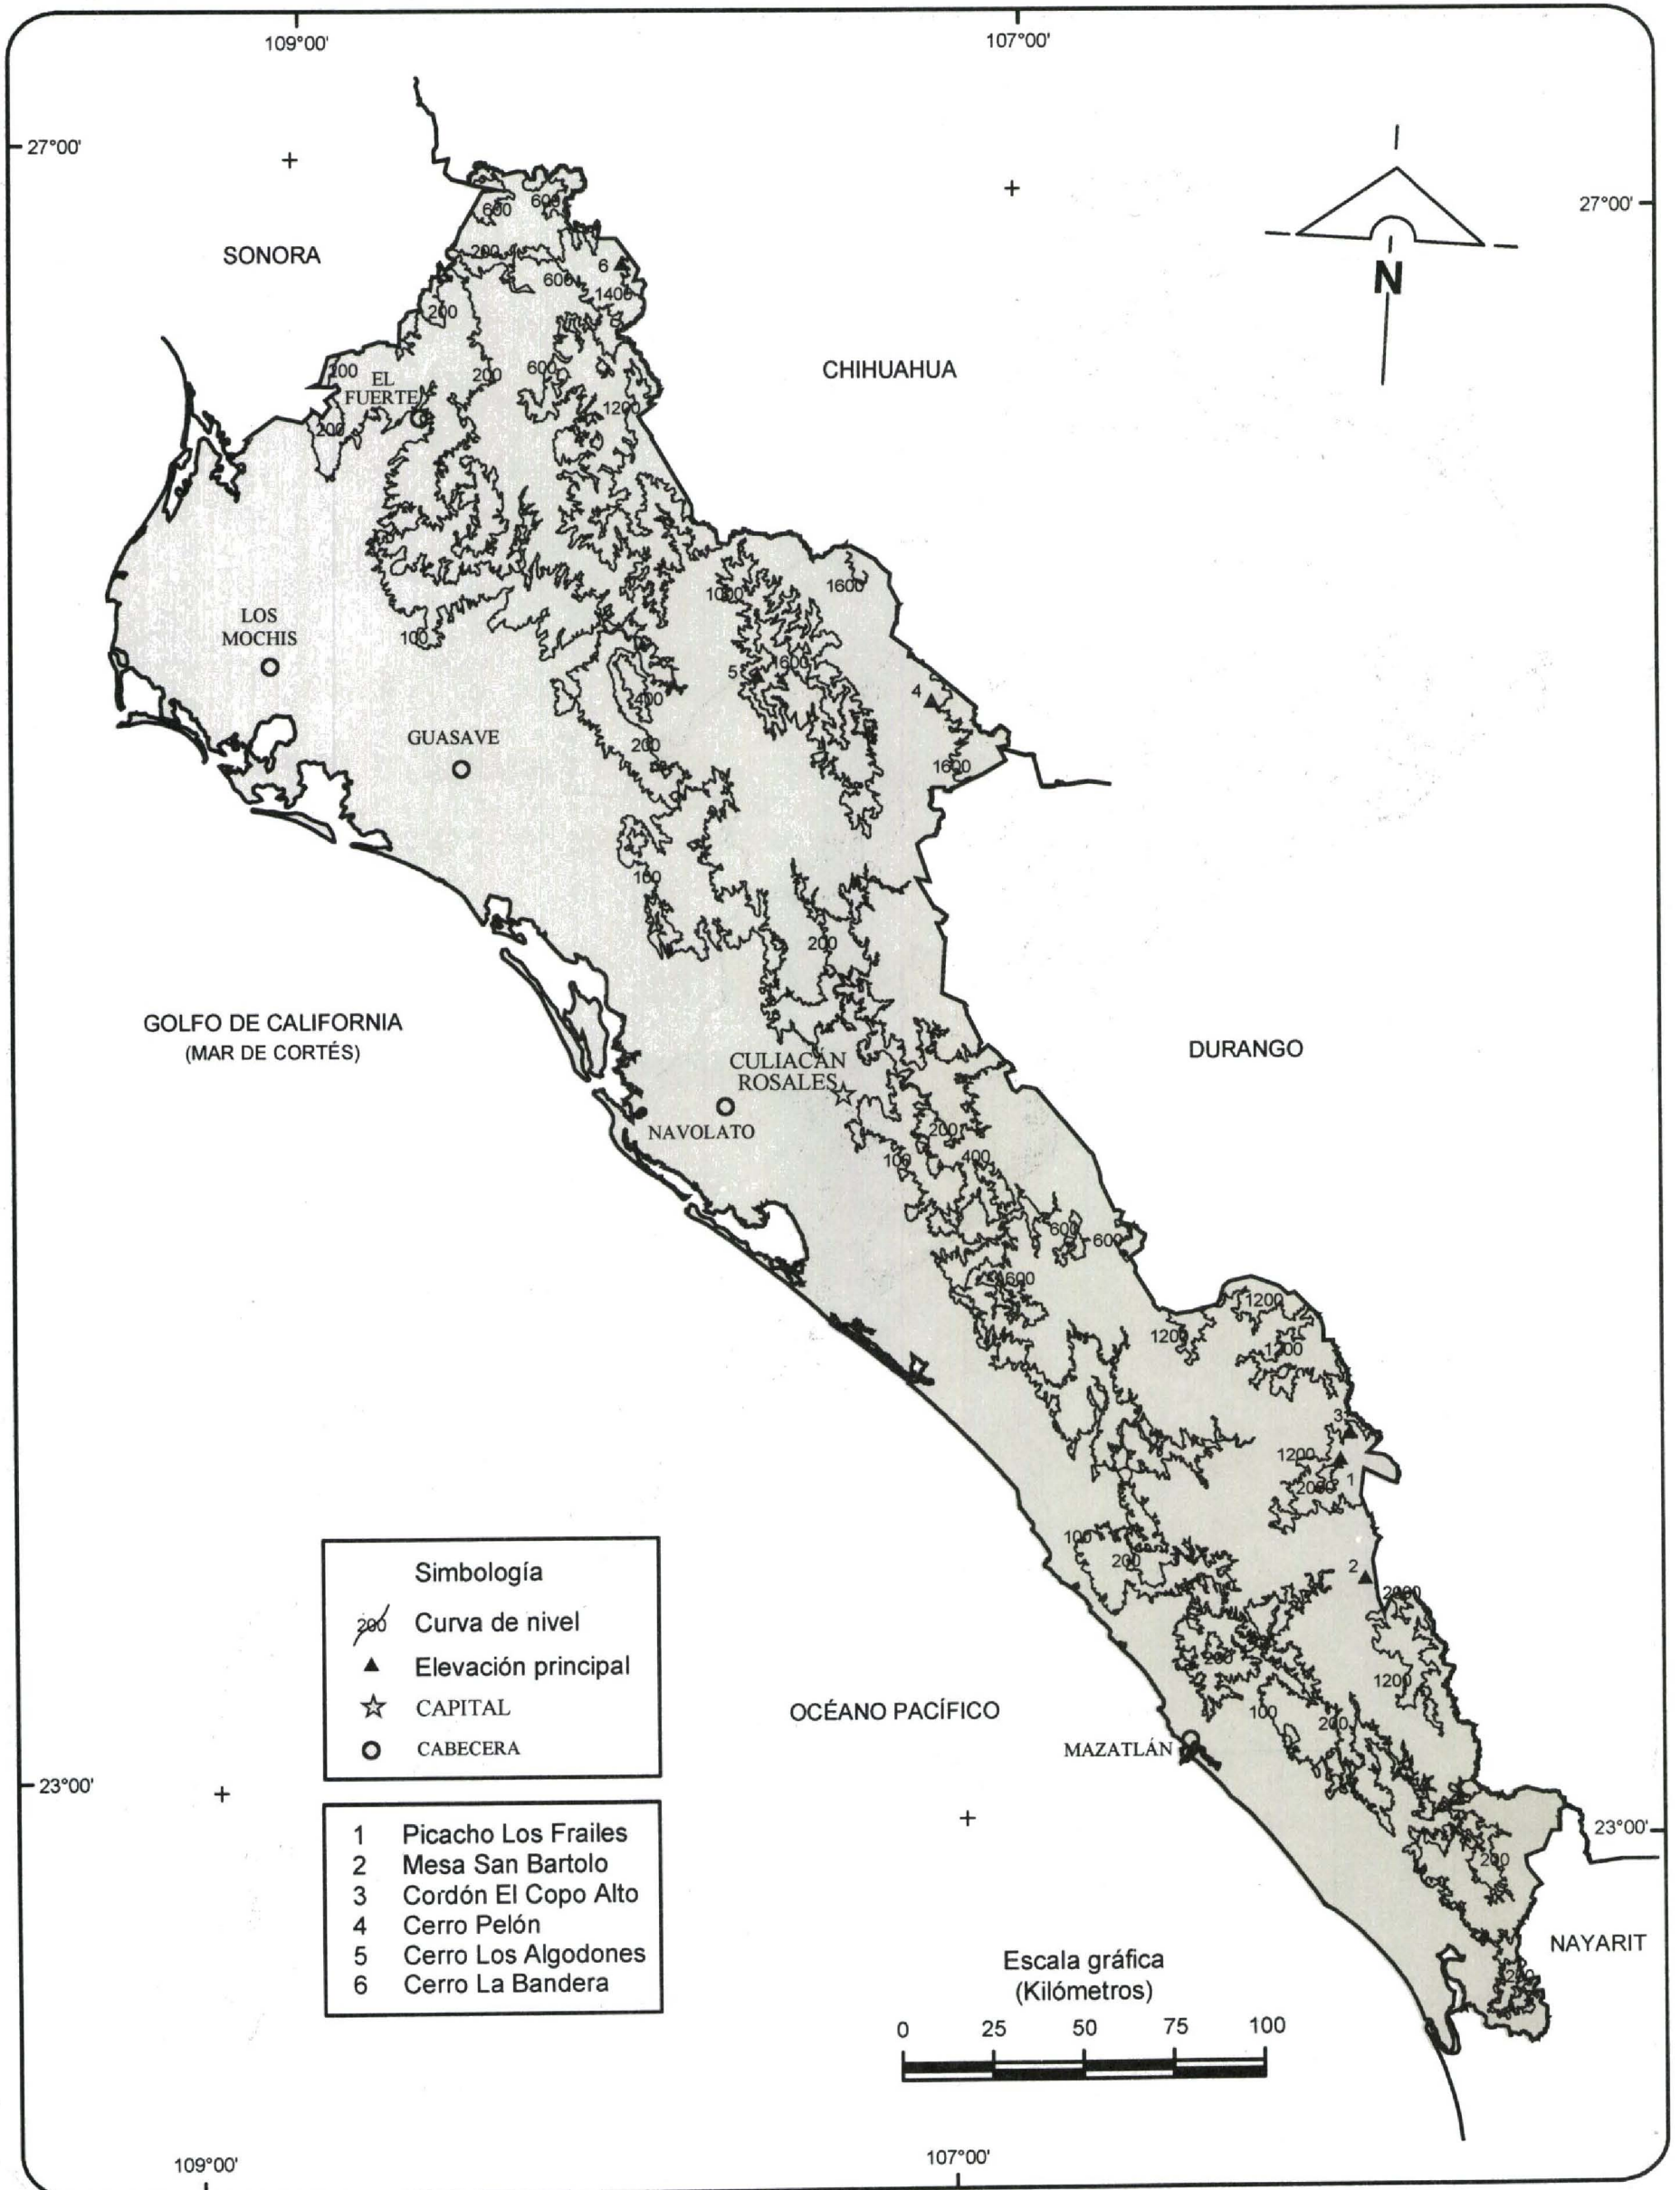 109°00'
107°00'
27°00'
27°00'
SONORA
600
600
200
600
6
1400
200
N
200
EL
FUERTE
200
600
CHIHUAHUA
1200
200
1000
1600
LOS
MOCHIS
100
5
1600
4
400
GUASAVE
200
1600
100
200
GOLFO DE CALIFORNIA
(MAR DE CORTÉS)
DURANGO
CULIACÁN
ROSALES
NAVOLATO
200
100
400
600
600
600
1200
1200
1200
3
1200
1
2000
100
200
2
2000
Simbología
200 Curva de nivel
Elevación principal
CAPITAL
CABECERA
200
1200
OCÉANO PACÍFICO
100
200
MAZATLÁN
23°00'
23°00'
1 Picacho Los Frailes
2 Mesa San Bartolo
3 Cordón El Copo Alto
4 Cerro Pelón
5 Cerro Los Algodones
6 Cerro La Bandera
200
NAYARIT
Escala gráfica
(Kilómetros)
200
0 25 50 75 100
109°00'
107°00'